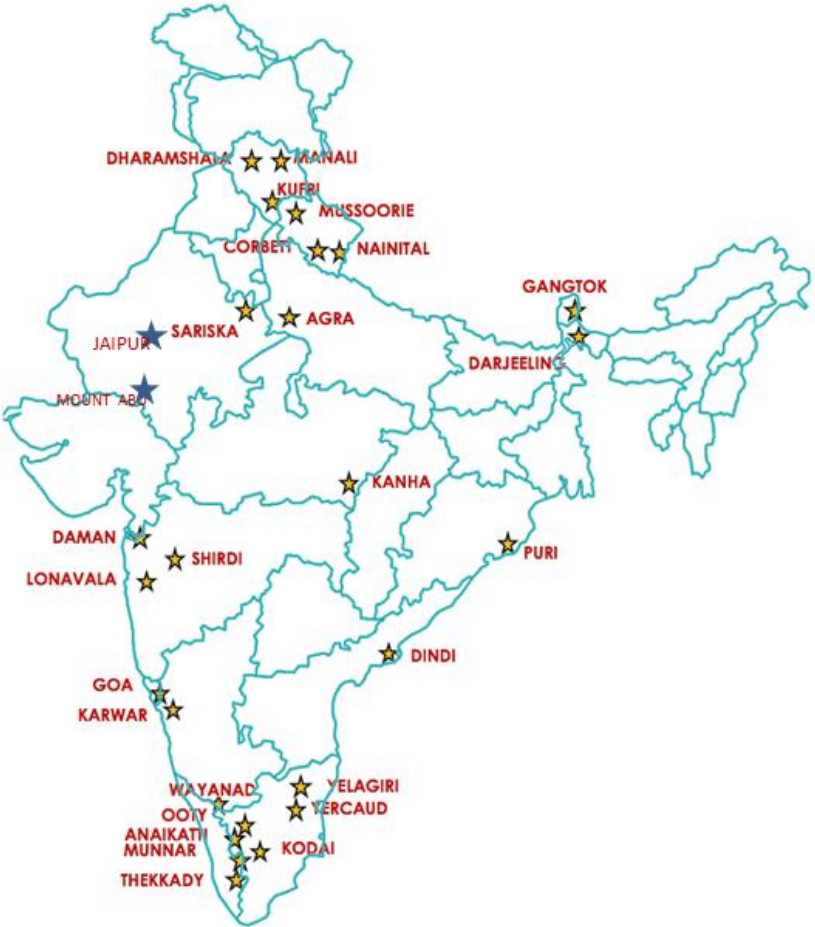 DHARAMSHALA
MANALI
KUFRI
MUSSOORIE
CORBETT
NAINITAL
GANGTOK
SARISKA
AGRA
JAIPUR
DARJEELING
MOUNT ABU
KANHA
DAMAN
SHIRDI
PURI
LONAVALA
DINDI
GOA
KARWAR
WAYANAD
YELAGIRI
OOTY
YERCAUD
ANAIKATTI
MUNNAR
KODAI
THEKKADY